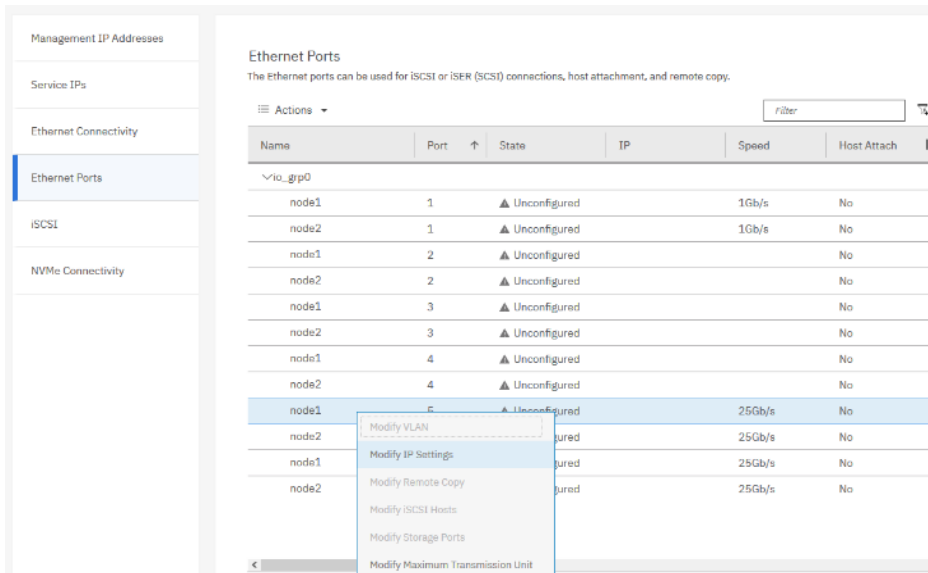 Management IP Addresses
Service IPs
Ethernet Connectivity
Ethernet Ports
iSCSI
NVMe Connectivity
Ethernet Ports
The Ethernet ports can be used for iSCSI or iSER (SCSI) connections, host attachment, and remote copy.
Actions
Filter
Name Port State IP Speed Host Attach
io_grp0
node1 1 Unconfigured 1Gb/s No
node2 1 Unconfigured 1Gb/s No
node1 2 Unconfigured No
node2 2 Unconfigured No
node1 3 Unconfigured No
node2 3 Unconfigured No
node1 4 Unconfigured No
node2 4 Unconfigured No
node1 5 Unconfigured 25Gb/s No
node2 gured 25Gb/s No
node1 gured 25Gb/s No
node2 gured 25Gb/s No
Modify VLAN
Modify IP Settings
Modify Remote Copy
Modify iSCSI Hosts
Modify Storage Ports
Modify Maximum Transmission Unit